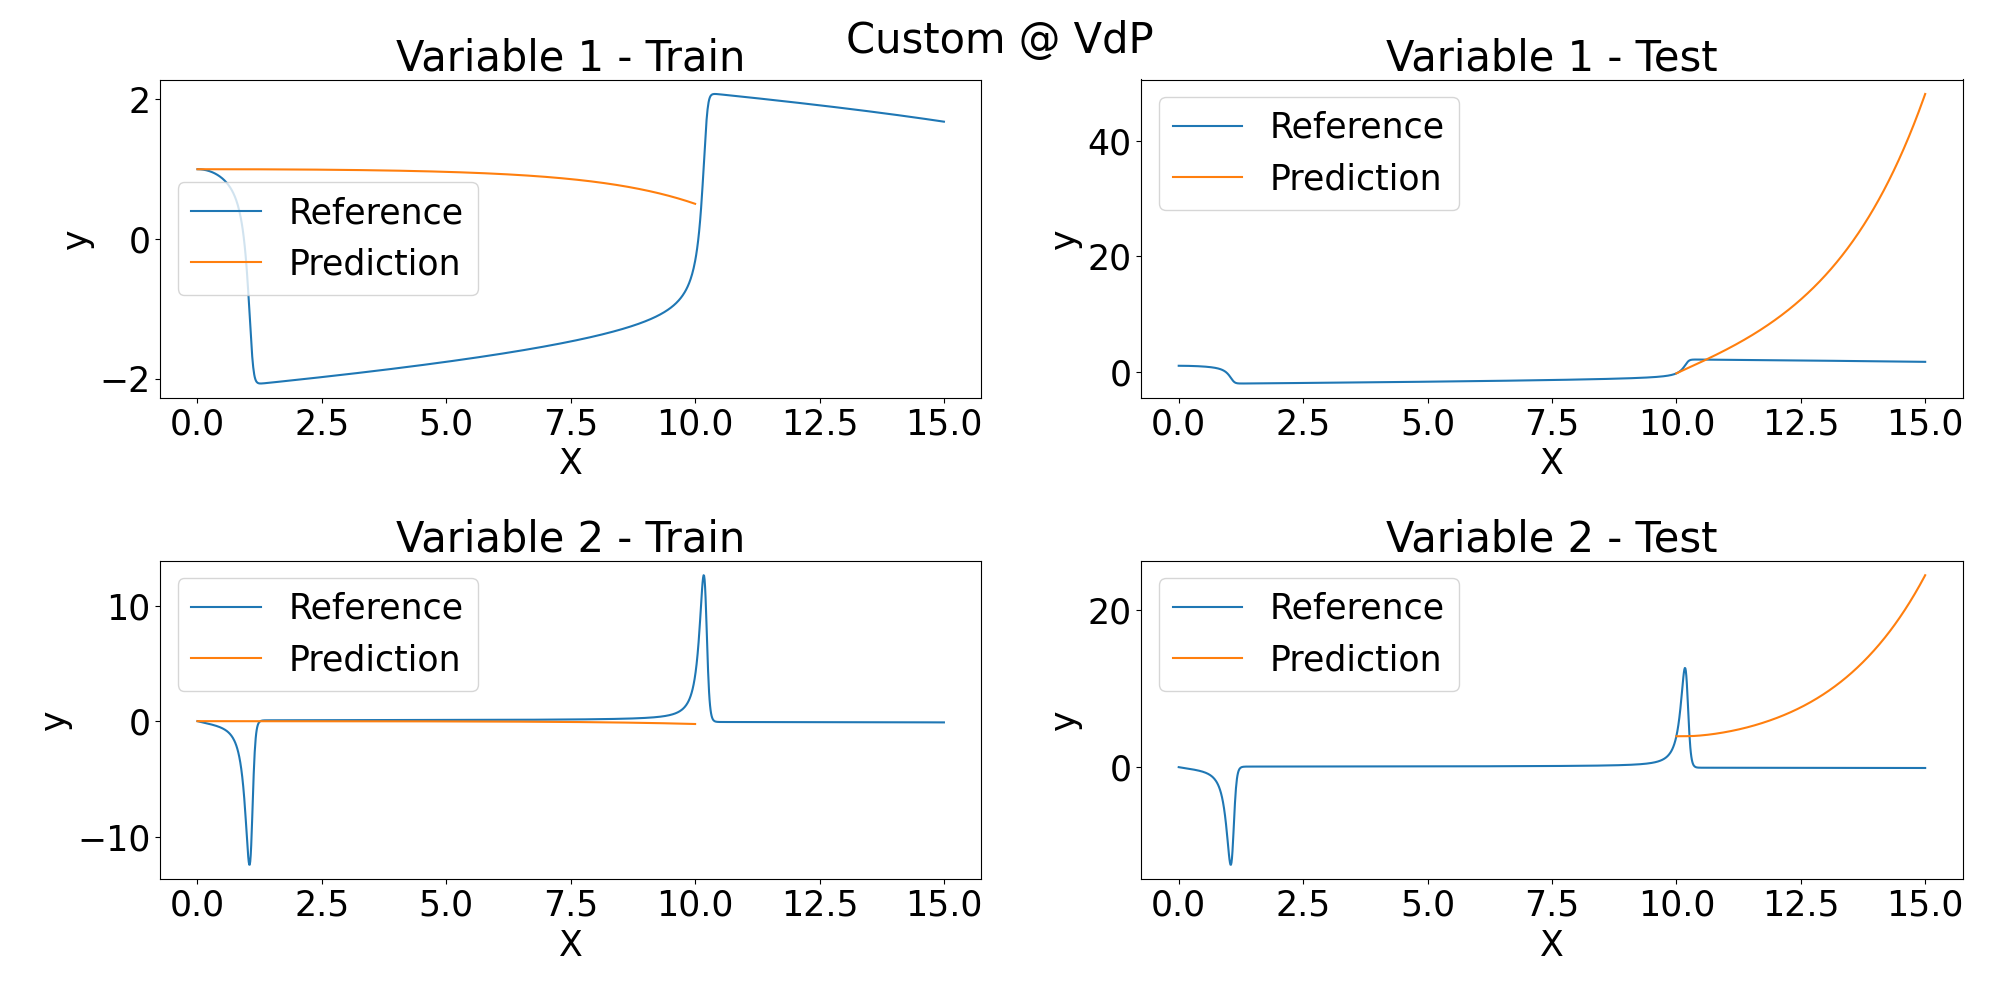 Custom @ VdP
Variable 1 - Train
2
0
−2
y
Reference
Prediction
0.0 2.5 5.0 7.5 10.0 12.5 15.0
X
Variable 1 - Test
40
20
0
y
Reference
Prediction
0.0 2.5 5.0 7.5 10.0 12.5 15.0
X
Variable 2 - Train
10
0
−10
y
Reference
Prediction
0.0 2.5 5.0 7.5 10.0 12.5 15.0
X
Variable 2 - Test
20
0
y
Reference
Prediction
0.0 2.5 5.0 7.5 10.0 12.5 15.0
X